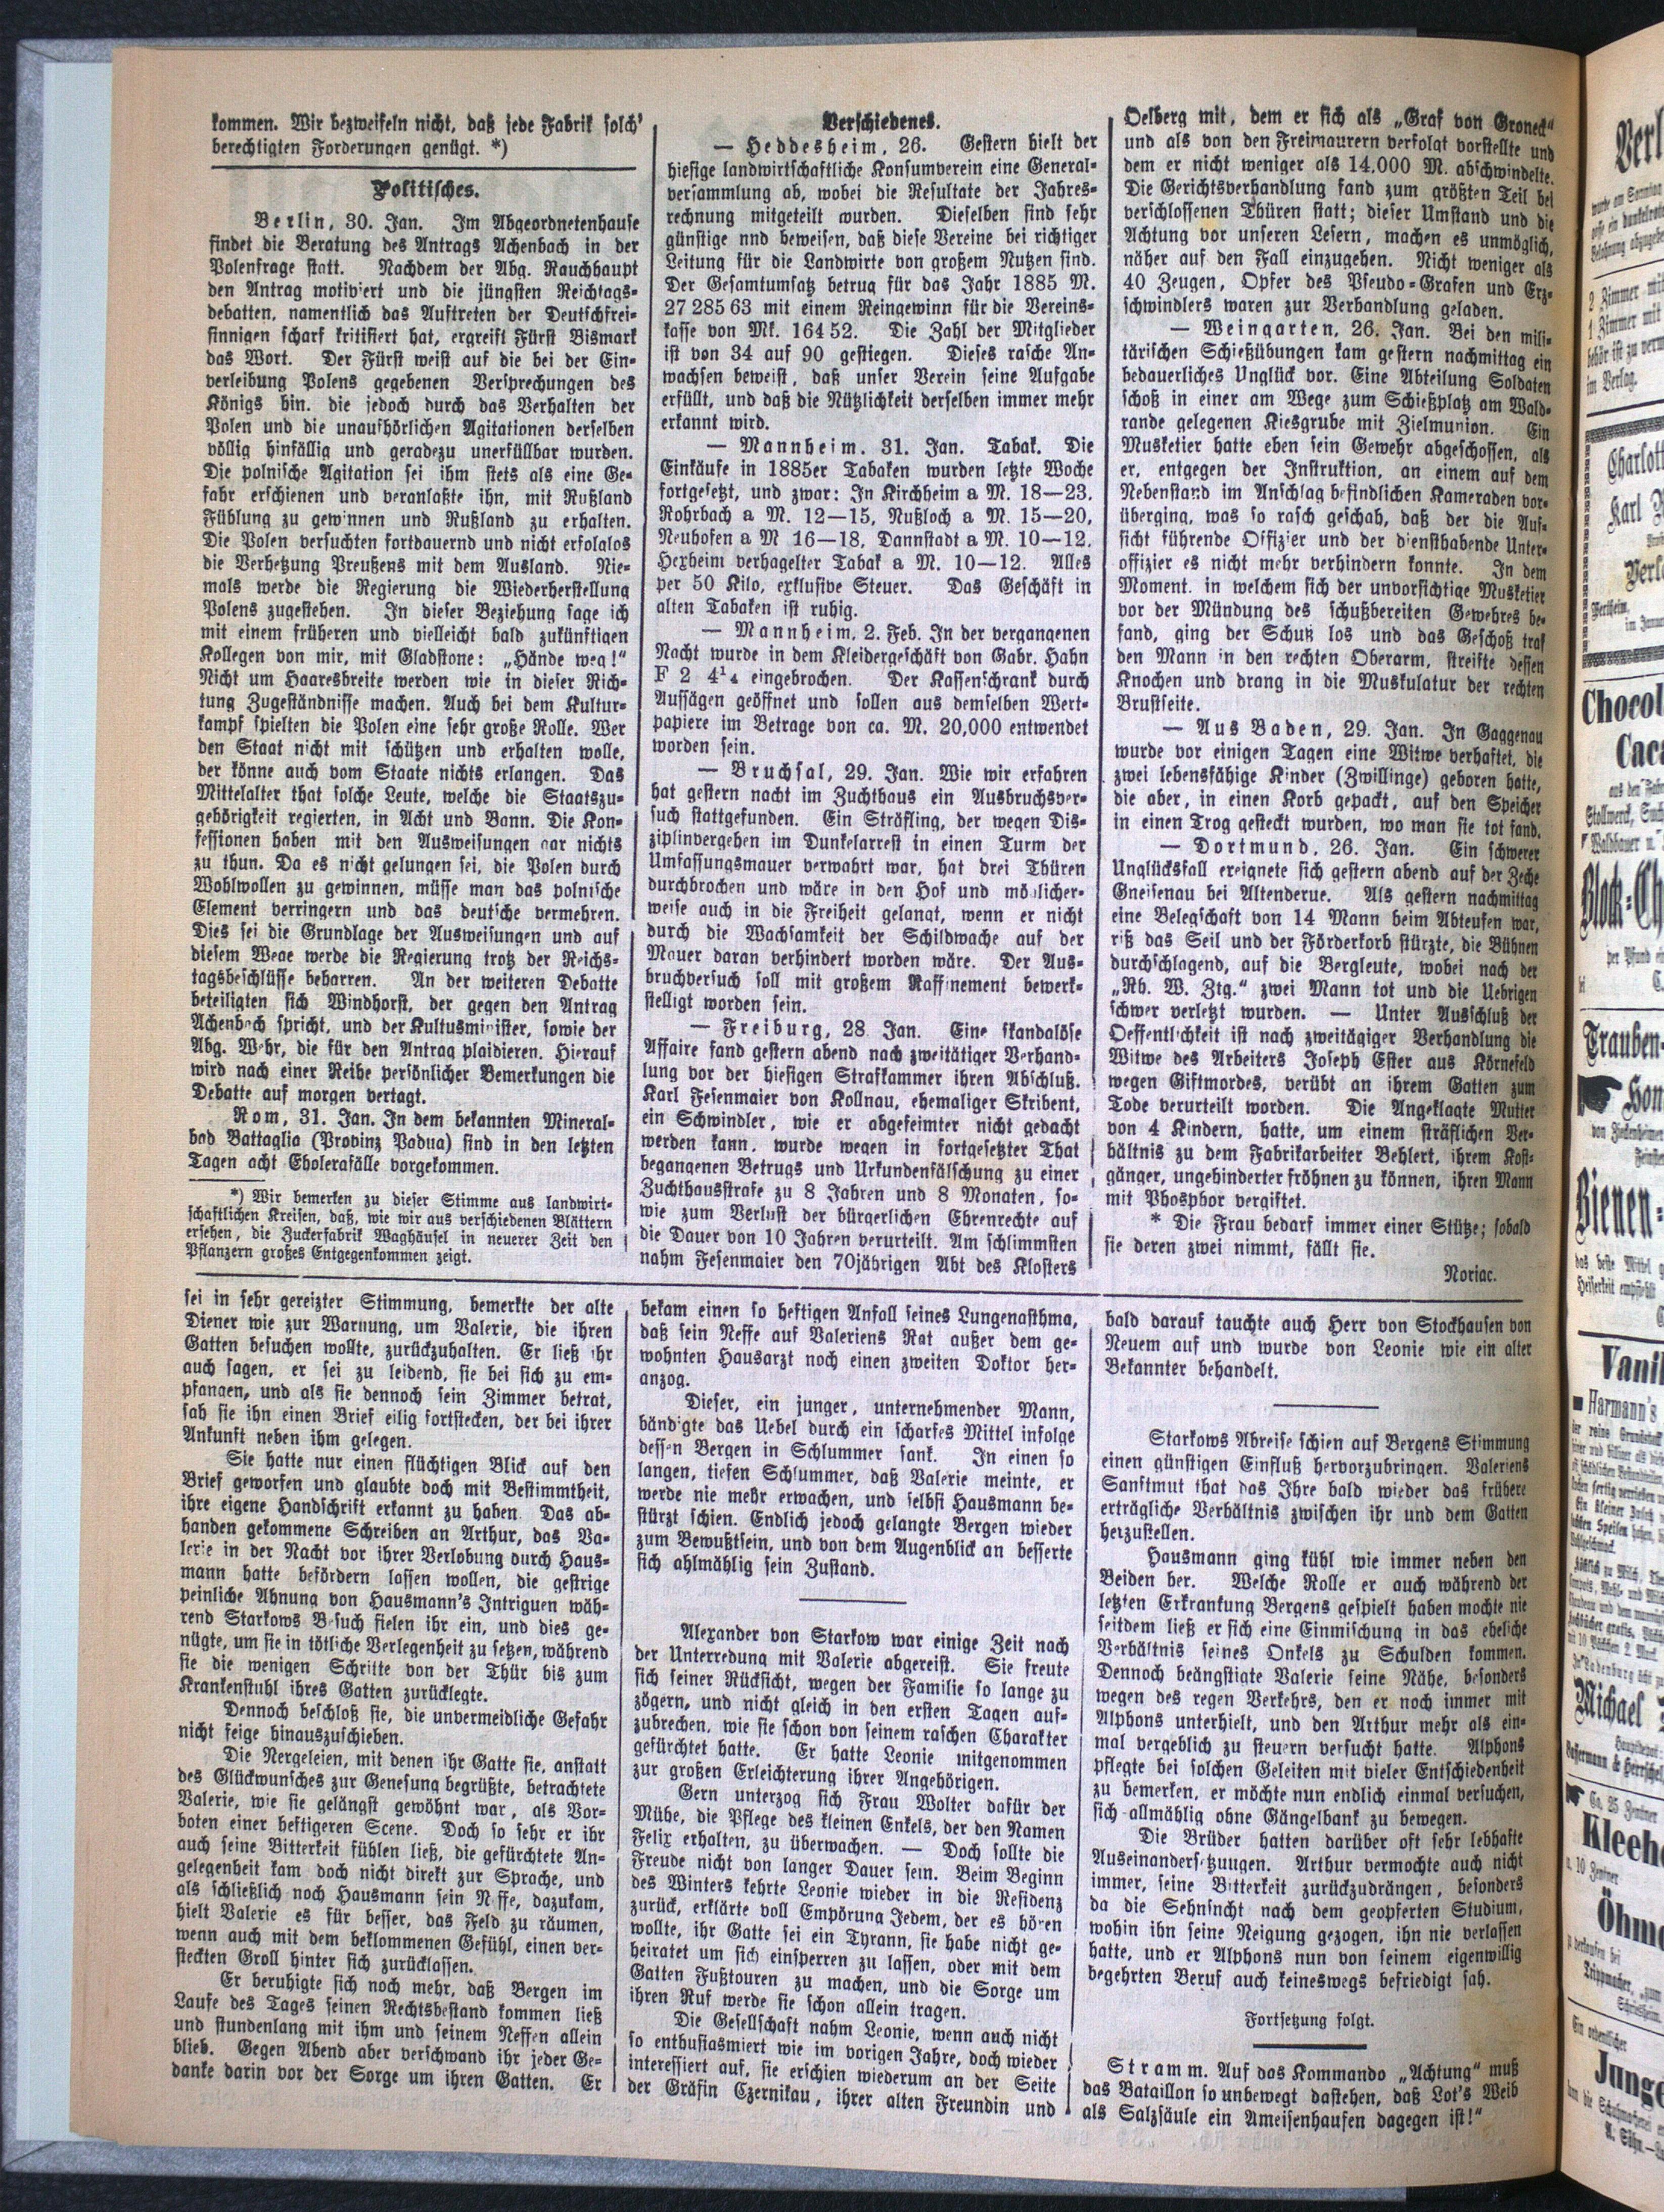 kommen. Wir bezweifeln nicht, daß jede Fabrik solch'
berechtigten Forderungen genügt. *)
Politisches.
Berlin, 30. Jan. Im Abgeordnetenhause
findet die Beratung des Antrags Achenbach in der
Polenfrage statt. Nachdem der Abg. Rauchhaupt
den Antrag motiviert und die jüngsten Reichtags-
debatten, namentlich das Auftreten der Deutschfrei-
sinnigen scharf kritisiert hat, ergreift Fürst Bismark
das Wort. Der Fürst weist auf die bei der Ein-
verleibung Polens gegebenen Versprechungen des
Königs hin. die jedoch durch das Verhalten der
Polen und die unaufhörlichen Agitationen derselben
völlig hinfällig und geradezu unerfüllbar wurden.
Die polnische Agitation sei ihm stets als eine Ge-
fahr erschienen und veranlaßte ihn, mit Rußland
Fühlung zu gewinnen und Rußland zu erhalten.
Die Polen versuchten fortdauernd und nicht erfolglos
die Verhetzung Preußens mit dem Ausland. Nie-
mals werde die Regierung die Wiederherstellung
Polens zugestehen. In dieser Beziehung sage ich
mit einem früheren und vielleicht bald zukünftigen
Kollegen von mir, mit Gladstone: „Hände weg!"
Nicht um Haaresbreite werden wie in dieser Rich-
tung Zugeständnisse machen. Auch bei dem Kultur-
kampf spielten die Polen eine sehr große Rolle. Wer
den Staat nicht mit schützen und erhalten wolle,
der könne auch vom Staate nichts erlangen. Das
Mittelalter that solche Leute, welche die Staatszu-
gehörigkeit regierten, in Acht und Bann. Die Kon-
fessionen haben mit den Ausweisungen gar nichts
zu thun. Da es nicht gelungen sei, die Polen durch
Wohlwollen zu gewinnen, müsse man das polnische
Element verringern und das deutsche vermehren.
Dies sei die Grundlage der Ausweisungen und auf
diesem Wege werde die Regierung trotz der Reichs-
tagsbeschlüsse beharren. An der weiteren Debatte
beteiligten sich Windhorst, der gegen den Antrag
Achenbach spricht, und der Kultusminister, sowie der
Abg. Wehr, die für den Antrag plaidieren. Hierauf
wird nach einer Reihe persönlicher Bemerkungen die
Debatte auf morgen vertagt.
Rom, 31. Jan. In dem bekannten Mineral-
bad Battaglia (Provinz Padua) sind in den letzten
Tagen acht Cholerafälle vorgekommen.
*) Wir bemerken zu dieser Stimme aus landwirt-
schaftlichen Kreisen, daß, wie wir aus verschiedenen Blättern
ersehen, die Zuckerfabrik Waghäusel in neuerer Zeit den
Pflanzern großes Entgegenkommen zeigt.
Verschiedenes.
— Heddesheim, 26. Gestern hielt der
hiesige landwirtschaftliche Konsumverein eine General-
versammlung ab, wobei die Resultate der Jahres-
rechnung mitgeteilt wurden. Dieselben sind sehr
günstige nnd beweisen, daß diese Vereine bei richtiger
Leitung für die Landwirte von großem Nutzen sind.
Der Gesamtumsatz betrug für das Jahr 1885 M.
27 285 63 mit einem Reingewinn für die Vereins-
kasse von Mk. 164 52. Die Zahl der Mitglieder
ist von 34 auf 90 gestiegen. Dieses rasche An-
wachsen beweist, daß unser Verein seine Aufgabe
erfüllt, und daß die Nützlichkeit derselben immer mehr
erkannt wird.
— Mannheim. 31. Jan. Tabak. Die
Einkäufe in 1885er Tabaken wurden letzte Woche
fortgesetzt, und zwar: In Kirchheim a M. 18—23,
Rohrbach a M. 12—15, Nußloch a M. 15—20,
Neuhofen a M 16—18, Dannstadt a M. 10—12,
Herxheim verhagelter Tabak a M. 10—12. Alles
per 50 Kilo, exklusive Steuer. Das Geschäft in
alten Tabaken ist ruhig.
— Mannheim, 2. Feb. In der vergangenen
Nacht wurde in dem Kleidergeschäft von Gabr. Hahn
F 2 4¼ eingebrochen. Der Kassenschrank durch
Aussägen geöffnet und sollen aus demselben Wert-
papiere im Betrage von ca. M. 20,000 entwendet
worden sein.
— Bruchsal, 29. Jan. Wie wir erfahren
hat gestern nacht im Zuchthaus ein Ausbruchsver-
such stattgefunden. Ein Sträfling, der wegen Dis-
ziplinvergehen im Dunkelarrest in einen Turm der
Umfassungsmauer verwahrt war, hat drei Thüren
durchbrochen und wäre in den Hof und möglicher-
weise auch in die Freiheit gelangt, wenn er nicht
durch die Wachsamkeit der Schildwache auf der
Mauer daran verhindert worden wäre. Der Aus-
bruchversuch soll mit großem Raffinement bewerk-
stelligt worden sein.
— Freiburg, 28. Jan. Eine skandalöse
Affaire fand gestern abend nach zweitätiger Verhand-
lung vor der hiesigen Strafkammer ihren Abschluß.
Karl Fesenmaier von Kollnau, ehemaliger Skribent,
ein Schwindler, wie er abgefeimter nicht gedacht
werden kann, wurde wegen in fortgesetzter That
begangenen Betrugs und Urkundenfälschung zu einer
Zuchthausstrafe zu 8 Jahren und 8 Monaten, so-
wie zum Verlust der bürgerlichen Ehrenrechte auf
die Dauer von 10 Jahren verurteilt. Am schlimmsten
nahm Fesenmaier den 70jährigen Abt des Klosters
Oelberg mit, dem er sich als „Graf von Groneck"
und als von den Freimaurern verfolgt vorstellte und
dem er nicht weniger als 14,000 M. abschwindelte.
Die Gerichtsverhandlung fand zum größten Teil bei
verschlossenen Thüren statt; dieser Umstand und die
Achtung vor unseren Lesern, machen es unmöglich,
näher auf den Fall einzugehen. Nicht weniger als
40 Zeugen, Opfer des Pseudo-Grafen und Erz-
schwindlers waren zur Verhandlung geladen.
— Weingarten, 26. Jan. Bei den mili-
tärischen Schießübungen kam gestern nachmittag ein
bedauerliches Unglück vor. Eine Abteilung Soldaten
schoß in einer am Wege zum Schießplatz am Wald-
rande gelegenen Kiesgrube mit Zielmunion. Ein
Musketier hatte eben sein Gewehr abgeschossen, als
er, entgegen der Instruktion, an einem auf dem
Nebenstand im Anschlag befindlichen Kameraden vor-
überging, was so rasch geschah, daß der die Auf-
sicht führende Offizier und der diensthabende Unter-
offizier es nicht mehr verhindern konnte. In dem
Moment. in welchem sich der unvorsichtige Musketier
vor der Mündung des schußbereiten Gewehres be-
fand, ging der Schuß los und das Geschoß traf
den Mann in den rechten Oberarm, streifte dessen
Knochen und drang in die Muskulatur der rechten
Brustseite.
— Aus Baden, 29. Jan. In Gaggenau
wurde vor einigen Tagen eine Witwe verhaftet, die
zwei lebensfähige Kinder (Zwillinge) geboren hatte,
die aber, in einen Korb gepackt, auf den Speicher
in einen Trog gesteckt wurden, wo man sie tot fand.
— Dortmund, 26. Jan. Ein schwerer
Unglücksfall ereignete sich gestern abend auf der Zeche
Gneisenau bei Altenderue. Als gestern nachmittag
eine Belegschaft von 14 Mann beim Abteufen war,
riß das Seil und der Förderkorb stürzte, die Bühnen
durchschlagend, auf die Bergleute, wobei nach der
„Rh. W. Ztg." zwei Mann tot und die Uebrigen
schwer verletzt wurden. — Unter Ausschluß der
Oeffentlichkeit ist nach zweitägiger Verhandlung die
Witwe des Arbeiters Joseph Ester aus Körnefeld
wegen Giftmordes, verübt an ihrem Gatten zum
Tode verurteilt worden. Die Angeklagte Mutter
von 4 Kindern, hatte, um einem sträflichen Ver-
hältnis zu dem Fabrikarbeiter Behlert, ihrem Kost-
gänger, ungehinderter fröhnen zu können, ihren Mann
mit Phosphor vergiftet.
* Die Frau bedarf immer einer Stütze; sobald
sie deren zwei nimmt, fällt sie.
Noriac.
sei in sehr gereizter Stimmung, bemerkte der alte
Diener wie zur Warnung, um Valerie, die ihren
Gatten besuchen wollte, zurückzuhalten. Er ließ ihr
auch sagen, er sei zu leidend, sie bei sich zu em-
pfangen, und als sie dennoch sein Zimmer betrat,
sah sie ihn einen Brief eilig fortstecken, der bei ihrer
Ankunft neben ihm gelegen.
Sie hatte nur einen flüchtigen Blick auf den
Brief geworfen und glaubte doch mit Bestimmtheit,
ihre eigene Handschrift erkannt zu haben. Das ab-
handen gekommene Schreiben an Arthur, das Va-
lerie in der Nacht vor ihrer Verlobung durch Haus-
mann hatte befördern lassen wollen, die gestrige
peinliche Ahnung von Hausmann's Intriguen wäh-
rend Starkows Besuch fielen ihr ein, und dies ge-
nügte, um sie in tötliche Verlegenheit zu setzen, während
sie die wenigen Schritte von der Thür bis zum
Krankenstuhl ihres Gatten zurücklegte.
Dennoch beschloß sie, die unvermeidliche Gefahr
nicht feige hinauszuschieben.
Die Nergeleien, mit denen ihr Gatte sie, anstatt
des Glückwunsches zur Genesung begrüßte, betrachtete
Valerie, wie sie gelängst gewöhnt war, als Vor-
boten einer heftigeren Scene. Doch so sehr er ihr
auch seine Bitterkeit fühlen ließ, die gefürchtete An-
gelegenheit kam doch nicht direkt zur Sprache, und
als schließlich noch Hausmann sein Neffe, dazukam,
hielt Valerie es für besser, das Feld zu räumen,
wenn auch mit dem beklommenen Gefühl, einen ver-
steckten Groll hinter sich zurücklassen.
Er beruhigte sich noch mehr, daß Bergen im
Laufe des Tages seinen Rechtsbestand kommen ließ
und stundenlang mit ihm und seinem Neffen allein
blieb. Gegen Abend aber verschwand ihr jeder Ge-
danke darin vor der Sorge um ihren Gatten. Er
bekam einen so heftigen Anfall seines Lungenasthma,
daß sein Neffe auf Valeriens Rat außer dem ge-
wohnten Hausarzt noch einen zweiten Doktor her-
anzog.
Dieser, ein junger, unternehmender Mann,
bändigte das Uebel durch ein scharfes Mittel infolge
dessen Bergen in Schlummer sank. In einen so
langen, tiefen Schlummer, daß Valerie meinte, er
werde nie mehr erwachen, und selbst Hausmann be-
stürzt schien. Endlich jedoch gelangte Bergen wieder
zum Bewußtsein, und von dem Augenblick an besserte
sich ahlmählig sein Zustand.
Alexander von Starkow war einige Zeit nach
der Unterredung mit Valerie abgereist. Sie freute
sich seiner Rücksicht, wegen der Familie so lange zu
zögern, und nicht gleich in den ersten Tagen auf-
zubrechen, wie sie schon von seinem raschen Charakter
gefürchtet hatte. Er hatte Leonie mitgenommen
zur großen Erleichterung ihrer Angehörigen.
Gern unterzog sich Frau Wolter dafür der
Mühe, die Pflege des kleinen Enkels, der den Namen
Felix erhalten, zu überwachen. — Doch sollte die
Freude nicht von langer Dauer sein. Beim Beginn
des Winters kehrte Leonie wieder in die Residenz
zurück, erklärte voll Empörung Jedem, der es hören
wollte, ihr Gatte sei ein Tyrann, sie habe nicht ge-
heiratet um sich einsperren zu lassen, oder mit dem
Gatten Fußtouren zu machen, und die Sorge um
ihren Ruf werde sie schon allein tragen.
Die Gesellschaft nahm Leonie, wenn auch nicht
so enthusiasmiert wie im vorigen Jahre, doch wieder
interessiert auf, sie erschien wiederum an der Seite
der Gräfin Czernikau, ihrer alten Freundin und
bald darauf tauchte auch Herr von Stockhausen von
Neuem auf und wurde von Leonie wie ein alter
Bekannter behandelt.
Starkows Abreise schien auf Bergens Stimmung
einen günstigen Einfluß hervorzubringen. Valeriens
Sanftmut that das Ihre bald wieder das frühere
erträgliche Verhältnis zwischen ihr und dem Gatten
herzustellen.
Hausmann ging kühl wie immer neben den
Beiden her. Welche Rolle er auch während der
letzten Erkrankung Bergens gespielt haben mochte nie
seitdem ließ er sich eine Einmischung in das eheliche
Verhältnis seines Onkels zu Schulden kommen.
Dennoch beängstigte Valerie seine Nähe, besonders
wegen des regen Verkehrs, den er noch immer mit
Alphons unterhielt, und den Arthur mehr als ein-
mal vergeblich zu steuern versucht hatte. Alphons
pflegte bei solchen Geleiten mit vieler Entschiedenheit
zu bemerken, er möchte nun endlich einmal versuchen,
sich allmählig ohne Gängelbank zu bewegen.
Die Brüder hatten darüber oft sehr lebhafte
Auseinandersetzungen. Arthur vermochte auch nicht
immer, seine Bitterkeit zurückzudrängen, besonders
da die Sehnsncht nach dem geopferten Studium,
wohin ihn seine Neigung gezogen, ihn nie verlassen
hatte, und er Alphons nun von seinem eigenwillig
begehrten Beruf auch keineswegs befriedigt sah.
Fortsetzung folgt.
Stramm. Auf das Kommando „Achtung" muß
das Bataillon so unbewegt dastehen, daß Lot's Weib
als Salzsäule ein Ameisenhaufen dagegen ist!"
2 Zimmer mit
1 Zimmer mit
im Verlag.
Karl
Chocol
Trauben-
Bienen-
Vanil
Harmann's
Michael
Kleehe
Öhmd
Junge